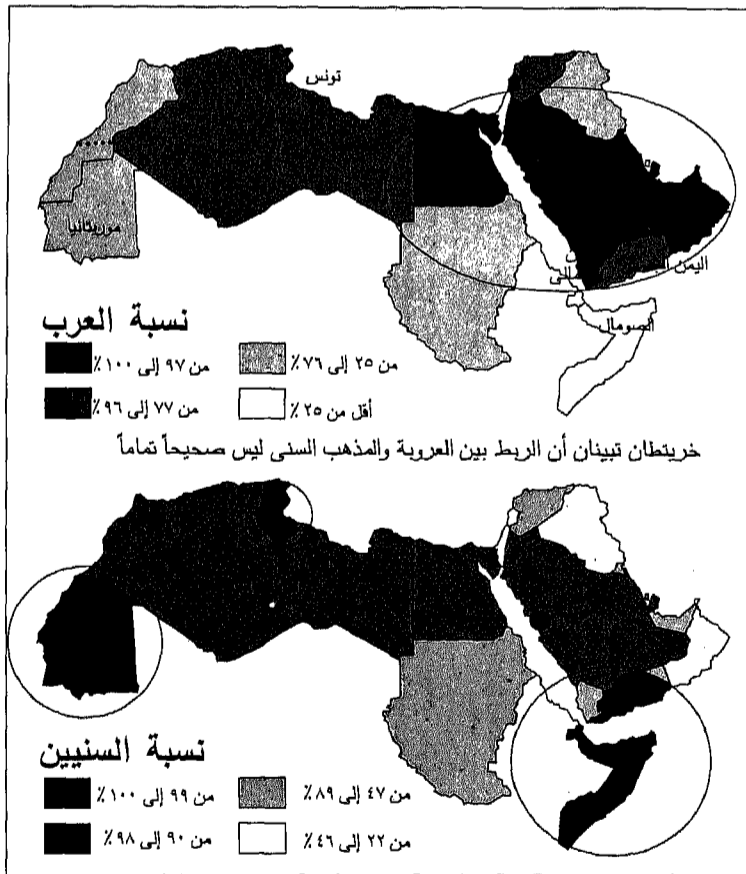 تونس
موريتانيا
اليمن
الصومال
نسبة العرب
من ٩٧ إلى ١٠٠ ٪
من ٢٥ إلى ٧٦ ٪
من ٧٧ إلى ٩٦ ٪
أقل من ٢٥ ٪
خريتطان تبينان أن الربط بين العروبة والمذهب السنى ليس صحيحاً تماماً
نسبة السنيين
من ٩٩ إلى ١٠٠ ٪
من ٤٧ إلى ٨٩ ٪
من ٩٠ إلى ٩٨ ٪
من ٢٢ إلى ٤٦ ٪